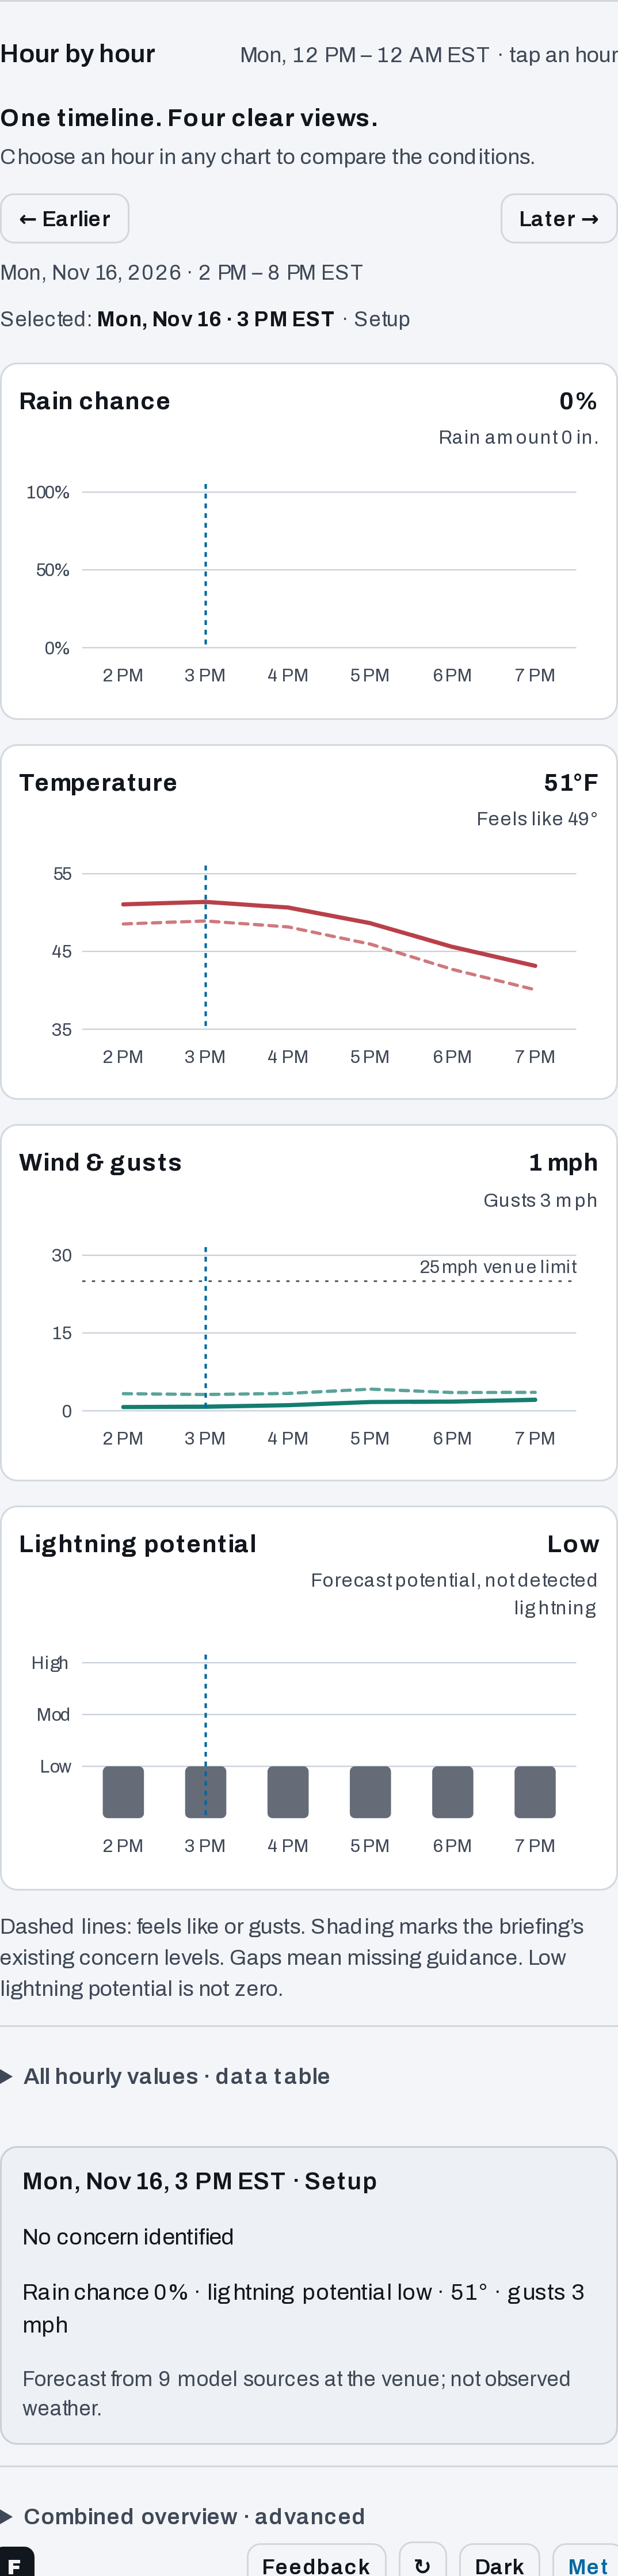 Hour by hour
Mon, 12 PM – 12 AM EST · tap an hour
One timeline. Four clear views.
Choose an hour in any chart to compare the conditions.
← Earlier
Later →
Mon, Nov 16, 2026 · 2 PM – 8 PM EST
Selected: Mon, Nov 16 · 3 PM EST · Setup
Rain chance
0%
Rain amount 0 in.
100%
50%
0%
2 PM 3 PM 4 PM 5 PM 6 PM 7 PM
Temperature
51°F
Feels like 49°
55
45
35
2 PM 3 PM 4 PM 5 PM 6 PM 7 PM
Wind & gusts
1 mph
Gusts 3 mph
30
25 mph venue limit
15
0
2 PM 3 PM 4 PM 5 PM 6 PM 7 PM
Lightning potential
Low
Forecast potential, not detected
lightning
High
Mod
Low
2 PM 3 PM 4 PM 5 PM 6 PM 7 PM
Dashed lines: feels like or gusts. Shading marks the briefing’s
existing concern levels. Gaps mean missing guidance. Low
lightning potential is not zero.
▶ All hourly values · data table
Mon, Nov 16, 3 PM EST · Setup
No concern identified
Rain chance 0% · lightning potential low · 51° · gusts 3
mph
Forecast from 9 model sources at the venue; not observed
weather.
▶ Combined overview · advanced
F
Feedback
↻
Dark
Met